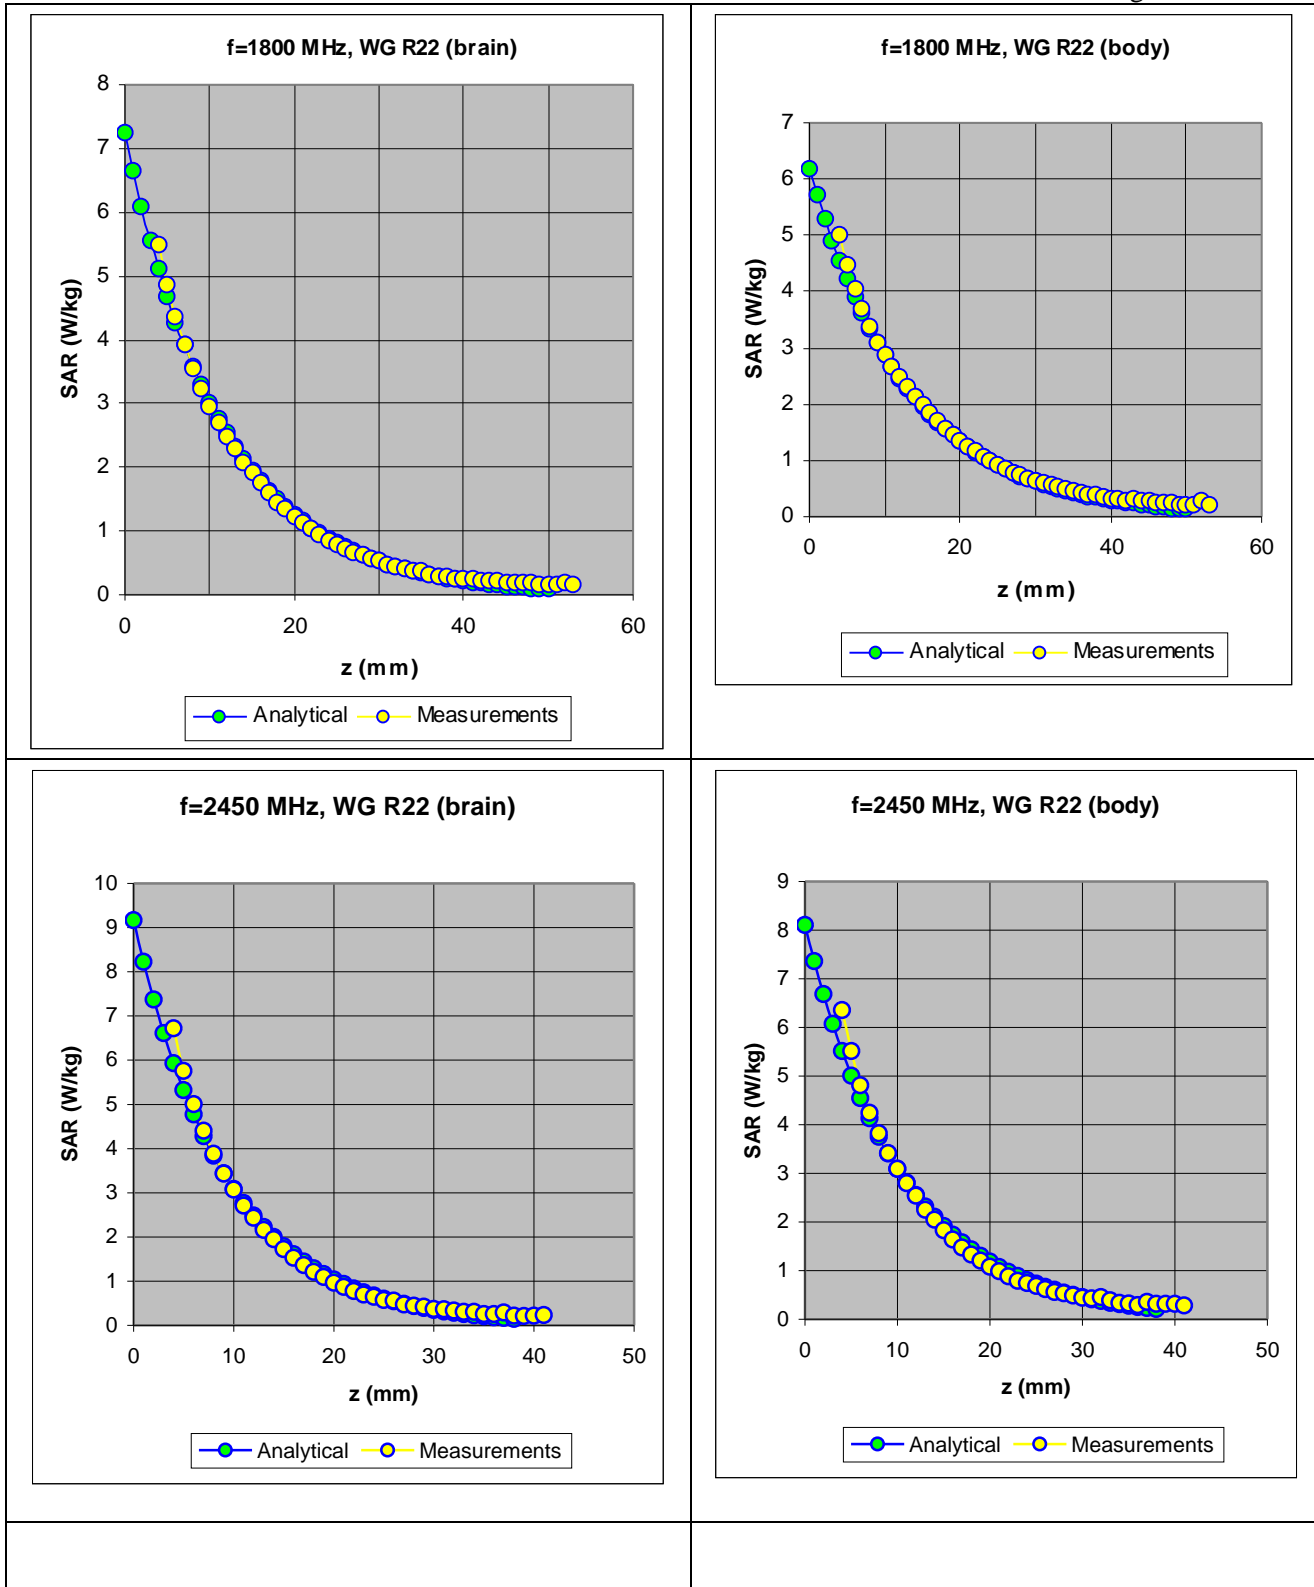 f=1800 MHz, WG R22 (brain)
8
7
6
5
4
3
2
1
0
SAR (W/kg)
0 20 40 60
z (mm)
Analytical Measurements
f=1800 MHz, WG R22 (body)
7
6
5
4
3
2
1
0
SAR (W/kg)
0 20 40 60
z (mm)
Analytical Measurements
f=2450 MHz, WG R22 (brain)
10
9
8
7
6
5
4
3
2
1
0
SAR (W/kg)
0 10 20 30 40 50
z (mm)
Analytical Measurements
f=2450 MHz, WG R22 (body)
9
8
7
6
5
4
3
2
1
0
SAR (W/kg)
0 10 20 30 40 50
z (mm)
Analytical Measurements